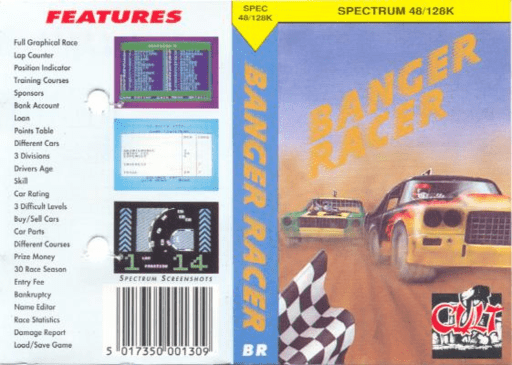 FEATURES
Full Graphical Race
Lap Counter
Position Indicator
Training Courses
Sponsors
Bank Account
Loan
Points Table
Different Cars
3 Divisions
Drivers Age
Skill
Car Rating
3 Difficult Levels
Buy/Sell Cars
Car Parts
Different Courses
Prize Money
30 Race Season
Entry Fee
Bankruptcy
Name Editor
Race Statistics
Damage Report
Load/Save Game
1 14
SPECTRUM SCREENSHOTS
5 017350 001309
SPEC
48/128K
BANGER RACER
BR
SPECTRUM 48/128K
BANGER
RACER
CULT